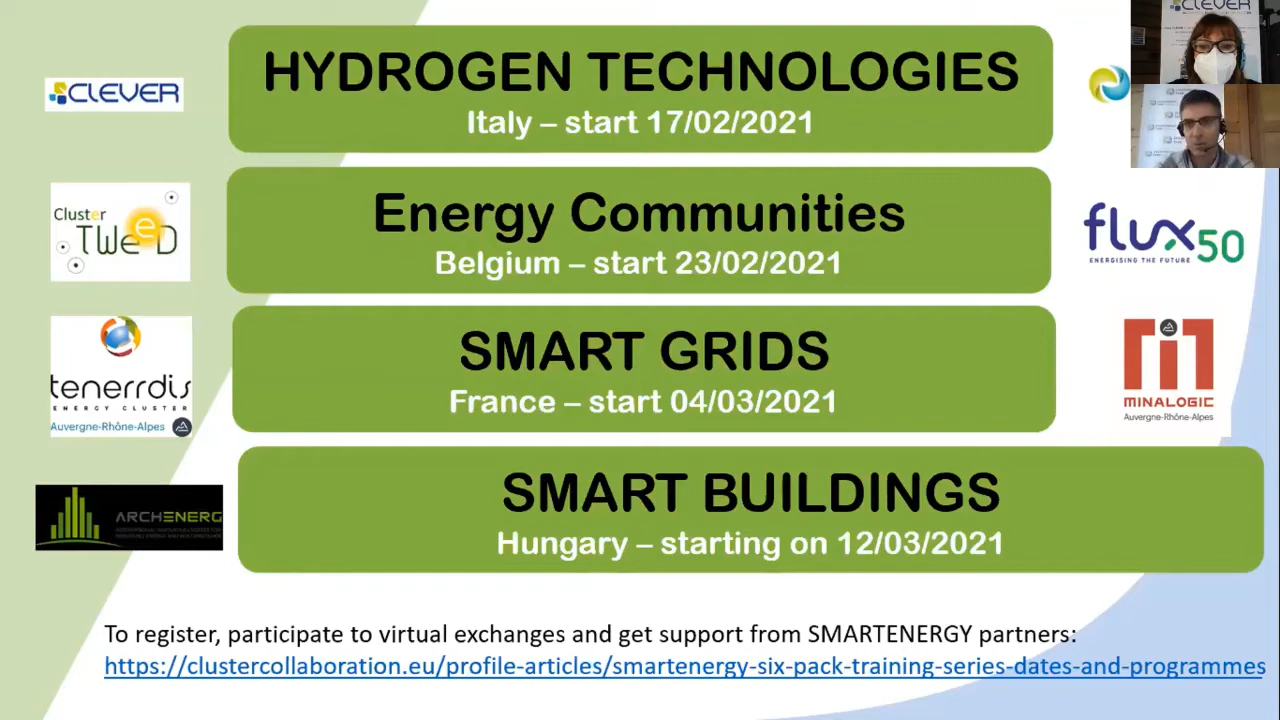 CLEVER
HYDROGEN TECHNOLOGIES
Italy – start 17/02/2021
CLEVER
Cluster
TWeeD
Energy Communities
Belgium – start 23/02/2021
flux50
ENERGISING THE FUTURE
tenerrdis
ENERGY CLUSTER
Auvergne-Rhône-Alpes
SMART GRIDS
France – start 04/03/2021
MINALOGIC
Auvergne-Rhône-Alpes
ARCHENERG
SMART BUILDINGS
Hungary – starting on 12/03/2021
To register, participate to virtual exchanges and get support from SMARTENERGY partners:
https://clustercollaboration.eu/profile-articles/smartenergy-six-pack-training-series-dates-and-programmes